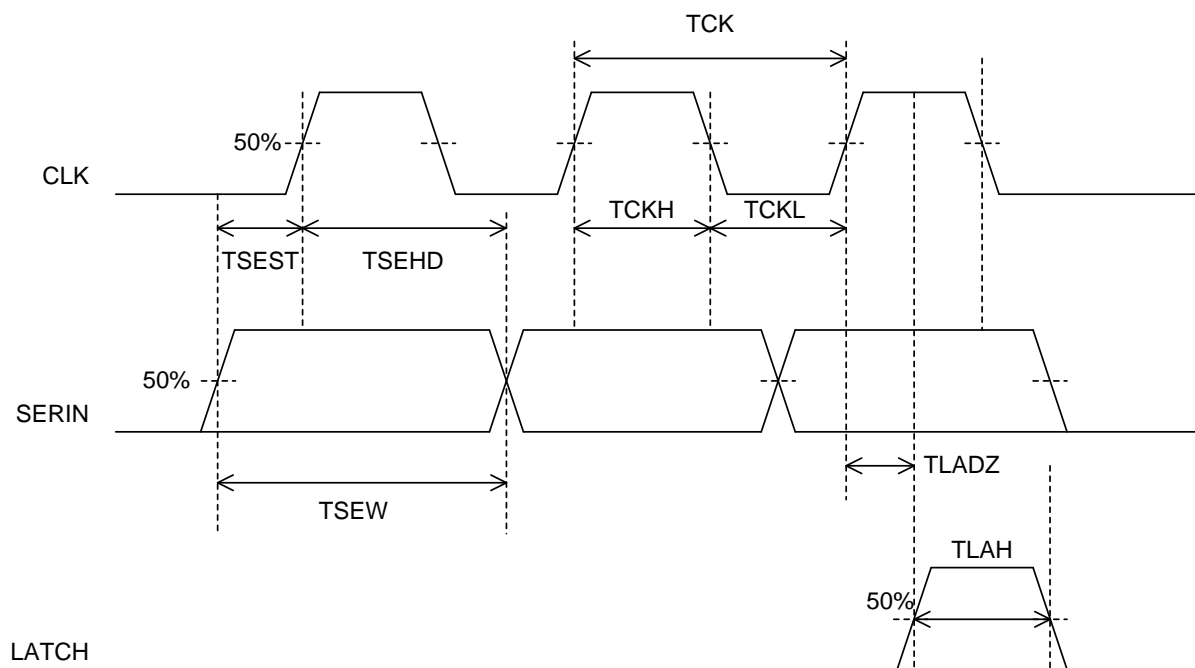 TCK
50%
CLK
TCKH
TCKL
TSEST
TSEHD
50%
SERIN
TLADZ
TSEW
TLAH
50%
LATCH